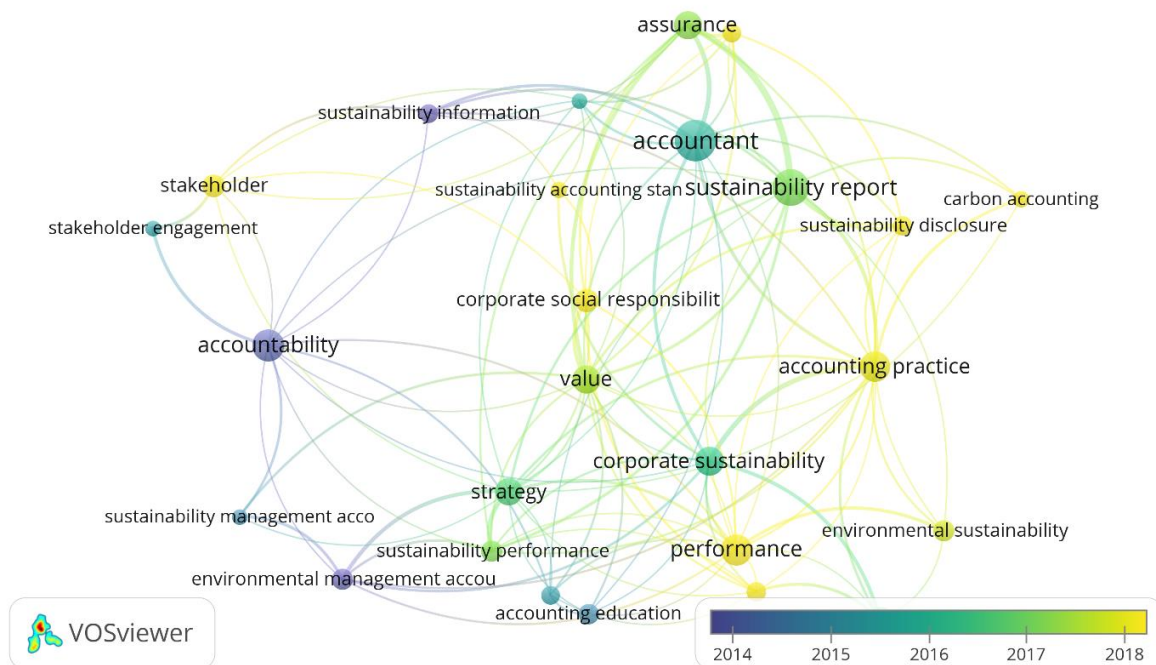 assurance
sustainability information
accountant
stakeholder
sustainability accounting stan
sustainability report
carbon accounting
stakeholder engagement
sustainability disclosure
corporate social responsibilit
accountability
value
accounting practice
corporate sustainability
strategy
sustainability management acco
environmental sustainability
sustainability performance
performance
environmental management accou
accounting education
VOSviewer
2014 2015 2016 2017 2018